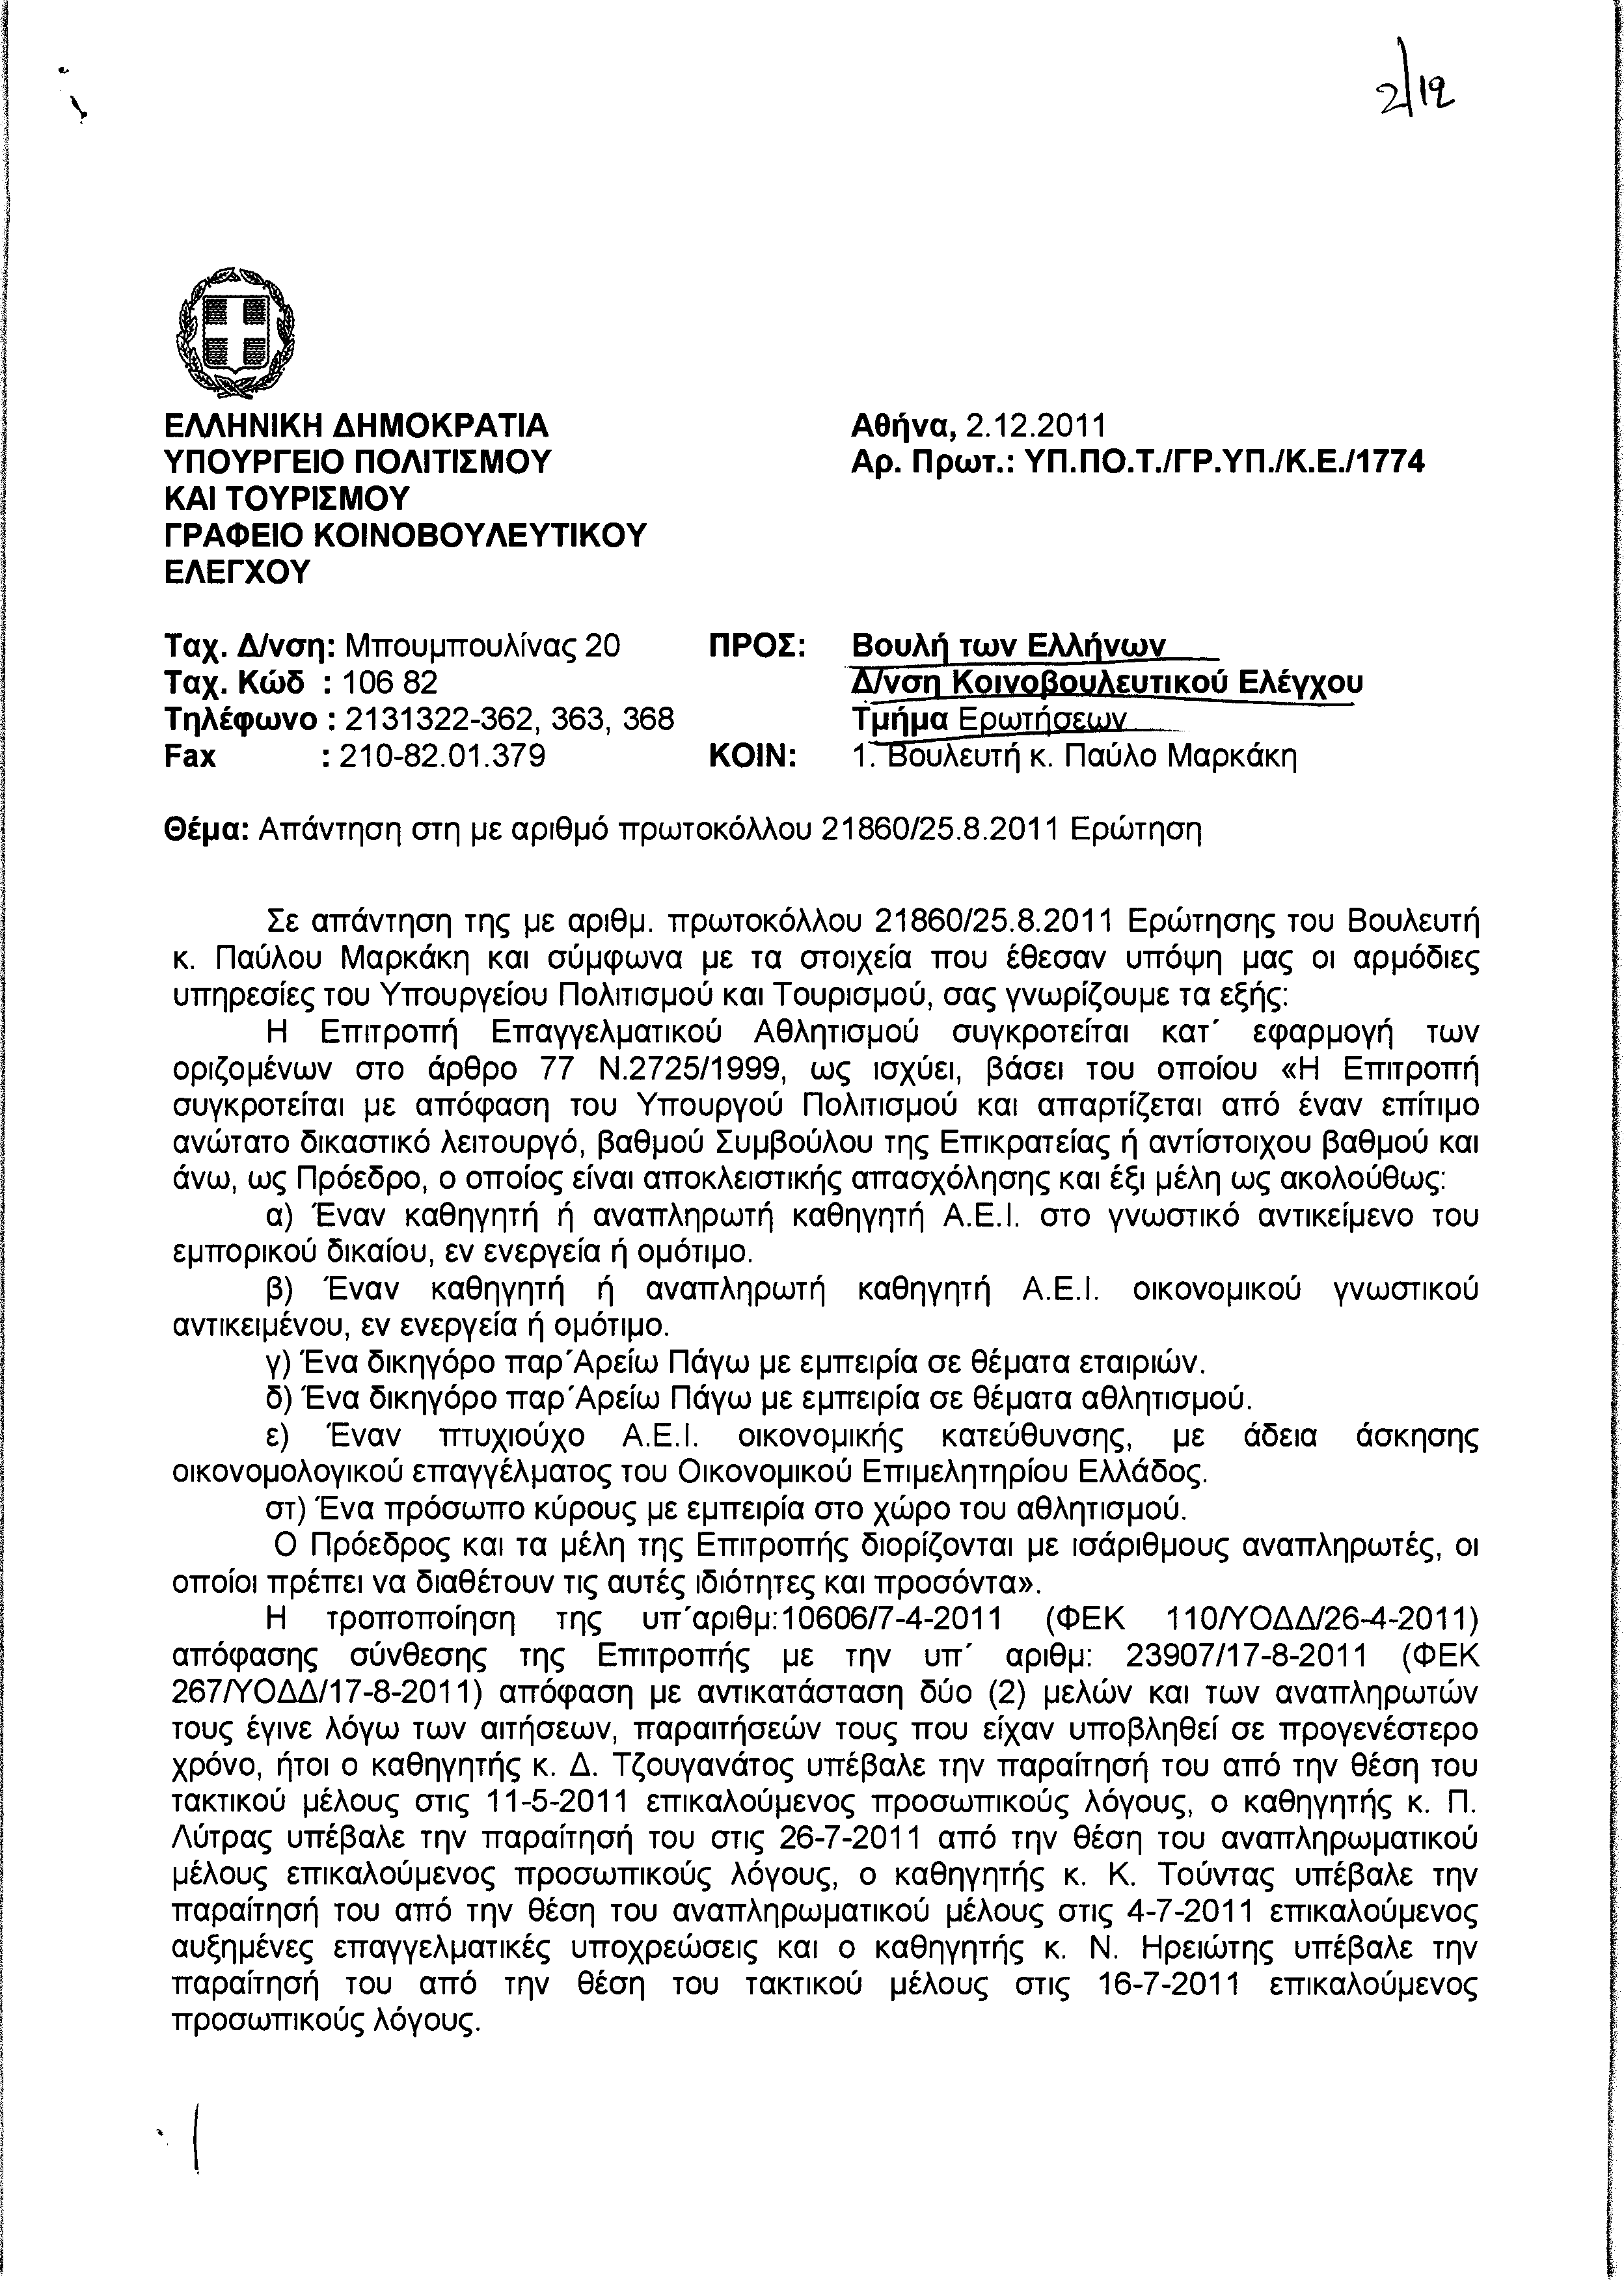 2/12
ΕΛΛΗΝΙΚΗ ΔΗΜΟΚΡΑΤΙΑ
ΥΠΟΥΡΓΕΙΟ ΠΟΛΙΤΙΣΜΟΥ
ΚΑΙ ΤΟΥΡΙΣΜΟΥ
ΓΡΑΦΕΙΟ ΚΟΙΝΟΒΟΥΛΕΥΤΙΚΟΥ
ΕΛΕΓΧΟΥ
Αθήνα, 2.12.2011
Αρ. Πρωτ.: ΥΠ.ΠΟ.Τ./ΓΡ.ΥΠ./Κ.Ε./1774
Ταχ. Δ/νση: Μπουμπουλίνας 20
Ταχ. Κώδ : 106 82
Τηλέφωνο : 2131322-362, 363, 368
Fax : 210-82.01.379
ΠΡΟΣ: Βουλή των Ελλήνων
Δ/νση Κοινοβουλευτικού Ελέγχου
Τμήμα Ερωτήσεων
ΚΟΙΝ: 1. Βουλευτή κ. Παύλο Μαρκάκη
Θέμα: Απάντηση στη με αριθμό πρωτοκόλλου 21860/25.8.2011 Ερώτηση
Σε απάντηση της με αριθμ. πρωτοκόλλου 21860/25.8.2011 Ερώτησης του Βουλευτή
κ. Παύλου Μαρκάκη και σύμφωνα με τα στοιχεία που έθεσαν υπόψη μας οι αρμόδιες
υπηρεσίες του Υπουργείου Πολιτισμού και Τουρισμού, σας γνωρίζουμε τα εξής:
Η Επιτροπή Επαγγελματικού Αθλητισμού συγκροτείται κατ΄ εφαρμογή των
οριζομένων στο άρθρο 77 Ν.2725/1999, ως ισχύει, βάσει του οποίου «Η Επιτροπή
συγκροτείται με απόφαση του Υπουργού Πολιτισμού και απαρτίζεται από έναν επίτιμο
ανώτατο δικαστικό λειτουργό, βαθμού Συμβούλου της Επικρατείας ή αντίστοιχου βαθμού και
άνω, ως Πρόεδρο, ο οποίος είναι αποκλειστικής απασχόλησης και έξι μέλη ως ακολούθως:
α) Έναν καθηγητή ή αναπληρωτή καθηγητή Α.Ε.Ι. στο γνωστικό αντικείμενο του
εμπορικού δικαίου, εν ενεργεία ή ομότιμο.
β) Έναν καθηγητή ή αναπληρωτή καθηγητή Α.Ε.Ι. οικονομικού γνωστικού
αντικειμένου, εν ενεργεία ή ομότιμο.
γ) Ένα δικηγόρο παρ΄Αρείω Πάγω με εμπειρία σε θέματα εταιριών.
δ) Ένα δικηγόρο παρ΄Αρείω Πάγω με εμπειρία σε θέματα αθλητισμού.
ε) Έναν πτυχιούχο Α.Ε.Ι. οικονομικής κατεύθυνσης, με άδεια άσκησης
οικονομολογικού επαγγέλματος του Οικονομικού Επιμελητηρίου Ελλάδος.
στ) Ένα πρόσωπο κύρους με εμπειρία στο χώρο του αθλητισμού.
Ο Πρόεδρος και τα μέλη της Επιτροπής διορίζονται με ισάριθμους αναπληρωτές, οι
οποίοι πρέπει να διαθέτουν τις αυτές ιδιότητες και προσόντα».
Η τροποποίηση της υπ΄αριθμ:10606/7-4-2011 (ΦΕΚ 110/ΥΟΔΔ/26-4-2011)
απόφασης σύνθεσης της Επιτροπής με την υπ΄ αριθμ: 23907/17-8-2011 (ΦΕΚ
267/ΥΟΔΔ/17-8-2011) απόφαση με αντικατάσταση δύο (2) μελών και των αναπληρωτών
τους έγινε λόγω των αιτήσεων, παραιτήσεών τους που είχαν υποβληθεί σε προγενέστερο
χρόνο, ήτοι ο καθηγητής κ. Δ. Τζουγανάτος υπέβαλε την παραίτησή του από την θέση του
τακτικού μέλους στις 11-5-2011 επικαλούμενος προσωπικούς λόγους, ο καθηγητής κ. Π.
Λύτρας υπέβαλε την παραίτησή του στις 26-7-2011 από την θέση του αναπληρωματικού
μέλους επικαλούμενος προσωπικούς λόγους, ο καθηγητής κ. Κ. Τούντας υπέβαλε την
παραίτησή του από την θέση του αναπληρωματικού μέλους στις 4-7-2011 επικαλούμενος
αυξημένες επαγγελματικές υποχρεώσεις και ο καθηγητής κ. Ν. Ηρειώτης υπέβαλε την
παραίτησή του από την θέση του τακτικού μέλους στις 16-7-2011 επικαλούμενος
προσωπικούς λόγους.